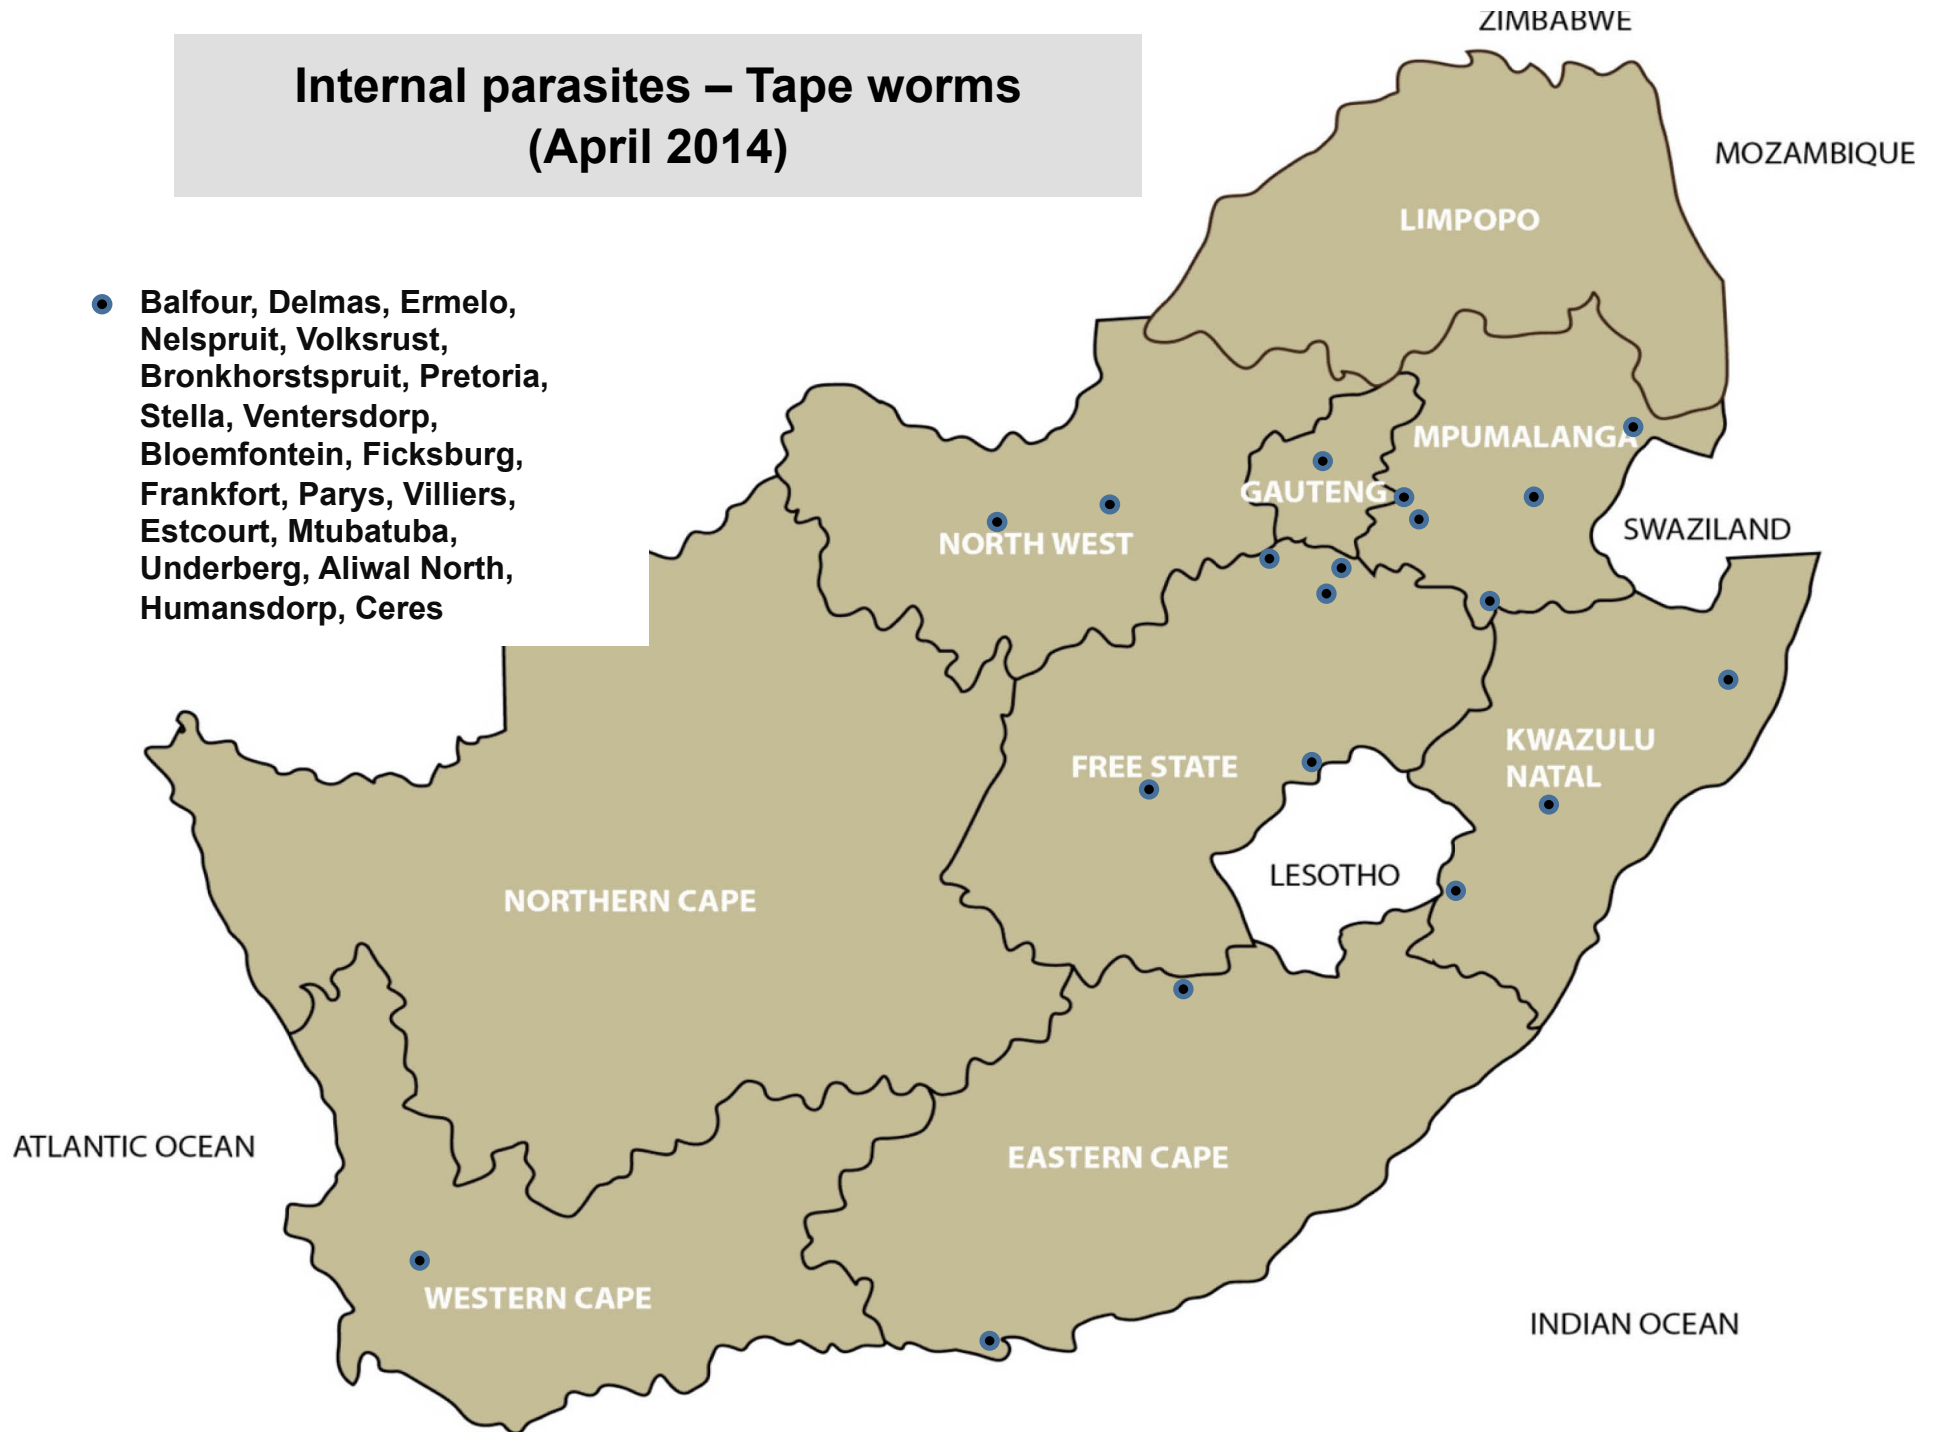 ZIMBABWE
Internal parasites – Tape worms
(April 2014)
MOZAMBIQUE
LIMPOPO
Balfour, Delmas, Ermelo,
Nelspruit, Volksrust,
Bronkhorstspruit, Pretoria,
Stella, Ventersdorp,
Bloemfontein, Ficksburg,
Frankfort, Parys, Villiers,
Estcourt, Mtubatuba,
Underberg, Aliwal North,
Humansdorp, Ceres
MPUMALANGA
GAUTENG
SWAZILAND
NORTH WEST
KWAZULU
NATAL
FREE STATE
LESOTHO
NORTHERN CAPE
ATLANTIC OCEAN
EASTERN CAPE
WESTERN CAPE
INDIAN OCEAN